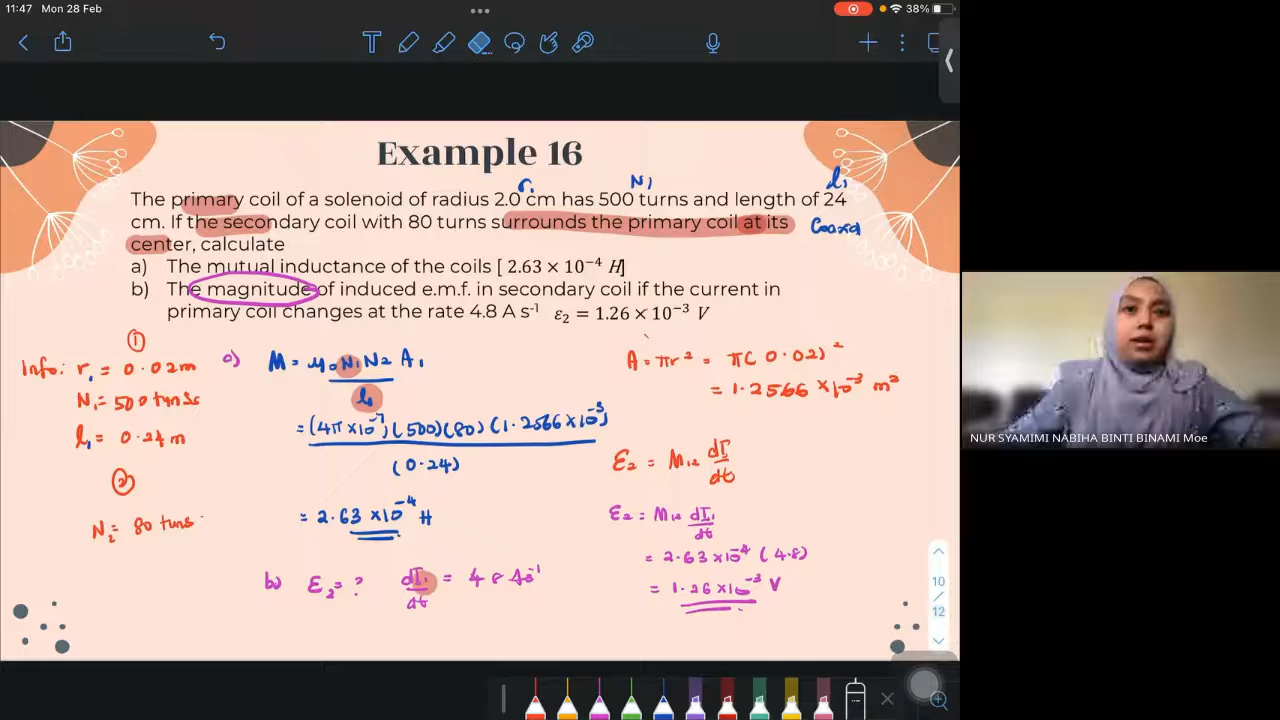 11:47 Mon 28 Feb
38%
Example 16
r₁ N₁ l₁
The primary coil of a solenoid of radius 2.0 cm has 500 turns and length of 24
cm. If the secondary coil with 80 turns surrounds the primary coil at its
center, calculate
a) The mutual inductance of the coils [ 2.63 × 10⁻⁴ H]
b) The magnitude of induced e.m.f. in secondary coil if the current in
primary coil changes at the rate 4.8 A s⁻¹ ε₂ = 1.26 × 10⁻³ V
①
Info: r₁ = 0.02m
N₁ = 500 turns
l₁ = 0.24 m
②
N₂ = 80 turns
a) M = μ₀N₁N₂A₁
l₁
= (4π×10⁻⁷)(500)(80)(1.2566×10⁻³)
(0.24)
= 2.63 ×10⁻⁴ H
b) ε₂ = ? dI₁ = 4.8 As⁻¹
dt
A = πr² = π(0.02)²
= 1.2566 ×10⁻³ m²
ε₂ = M₁₂ dI₁
dt
ε₂ = M₁₂ dI₁
dt
= 2.63×10⁻⁴ (4.8)
= 1.26 ×10⁻³ V
10
/
12
NUR SYAMIMI NABIHA BINTI BINAMI Moe